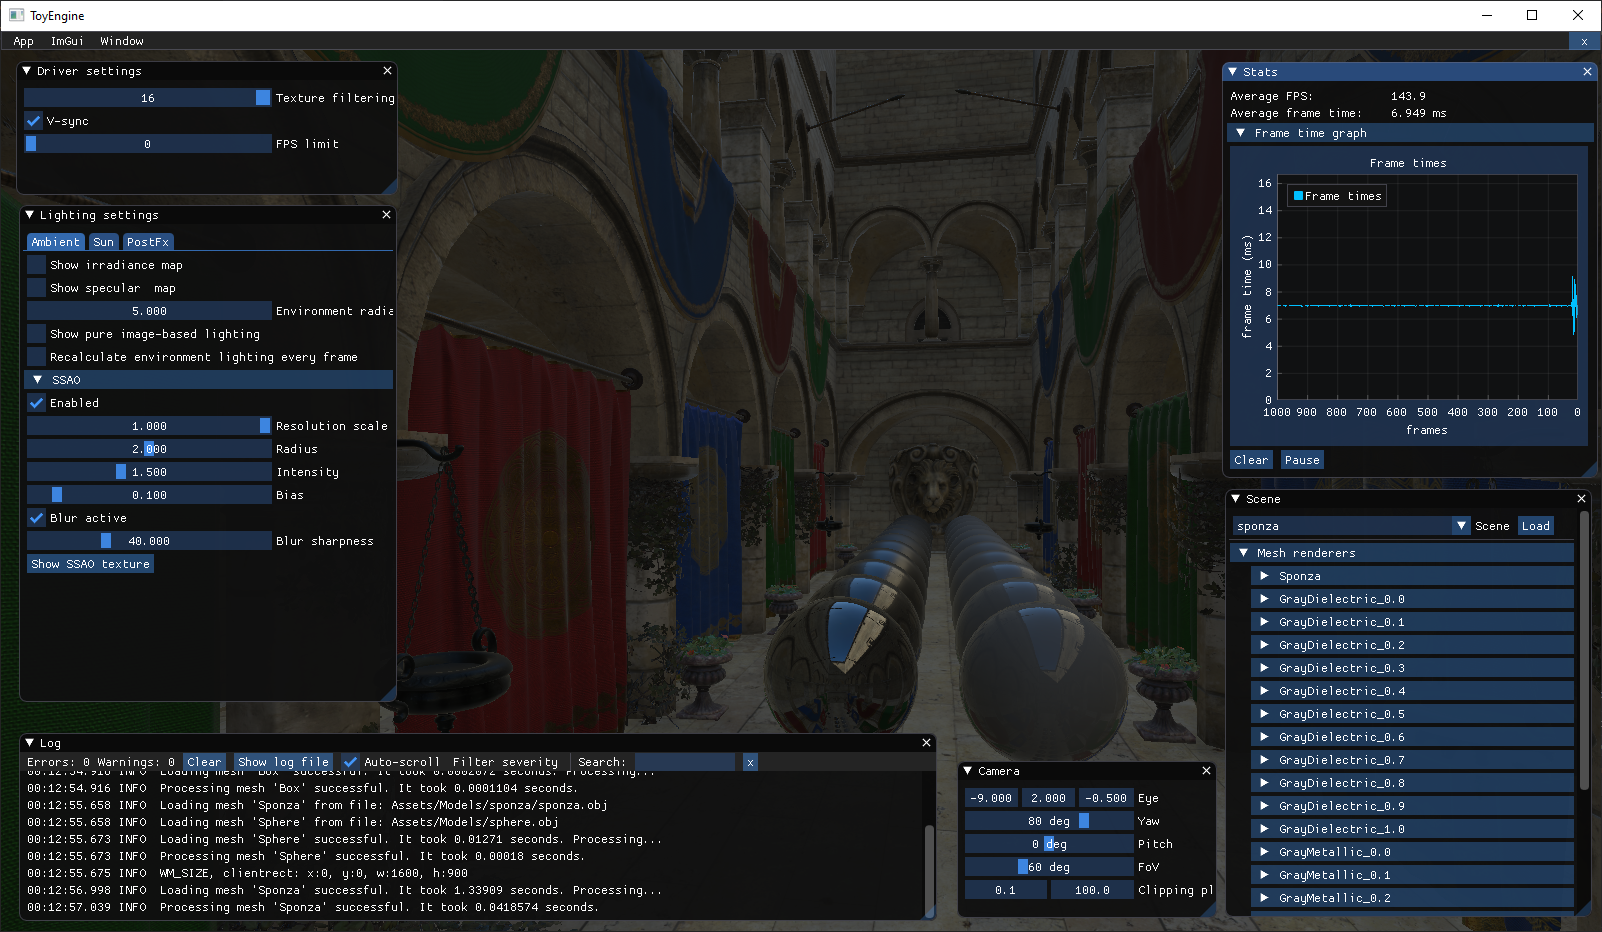 ToyEngine
App ImGui Window x
Driver settings
16 Texture filtering
V-sync
0 FPS limit
Lighting settings
Ambient Sun PostFx
Show irradiance map
Show specular  map
5.000 Environment radia
Show pure image-based lighting
Recalculate environment lighting every frame
SSAO
Enabled
1.000 Resolution scale
2.000 Radius
1.500 Intensity
0.100 Bias
Blur active
40.000 Blur sharpness
Show SSAO texture
Stats
Average FPS: 143.9
Average frame time: 6.949 ms
Frame time graph
Frame times
Frame times
frame time (ms)
16
14
12
10
8
6
4
2
0
1000 900 800 700 600 500 400 300 200 100 0
frames
Clear Pause
Scene
sponza Scene Load
Mesh renderers
Sponza
GrayDielectric_0.0
GrayDielectric_0.1
GrayDielectric_0.2
GrayDielectric_0.3
GrayDielectric_0.4
GrayDielectric_0.5
GrayDielectric_0.6
GrayDielectric_0.7
GrayDielectric_0.8
GrayDielectric_0.9
GrayDielectric_1.0
GrayMetallic_0.0
GrayMetallic_0.1
GrayMetallic_0.2
Log
Errors: 0 Warnings: 0 Clear Show log file Auto-scroll Filter severity Search: x
00:12:54.916 INFO Loading mesh 'Box' successful. It took 0.0002072 seconds. Processing...
00:12:54.916 INFO Processing mesh 'Box' successful. It took 0.0001104 seconds.
00:12:55.658 INFO Loading mesh 'Sponza' from file: Assets/Models/sponza/sponza.obj
00:12:55.658 INFO Loading mesh 'Sphere' from file: Assets/Models/sphere.obj
00:12:55.673 INFO Loading mesh 'Sphere' successful. It took 0.01271 seconds. Processing...
00:12:55.673 INFO Processing mesh 'Sphere' successful. It took 0.00018 seconds.
00:12:55.675 INFO WM_SIZE, clientrect: x:0, y:0, w:1600, h:900
00:12:56.998 INFO Loading mesh 'Sponza' successful. It took 1.33909 seconds. Processing...
00:12:57.039 INFO Processing mesh 'Sponza' successful. It took 0.0418574 seconds.
Camera
-9.000 2.000 -0.500 Eye
80 deg Yaw
0 deg Pitch
60 deg FoV
0.1 100.0 Clipping pl